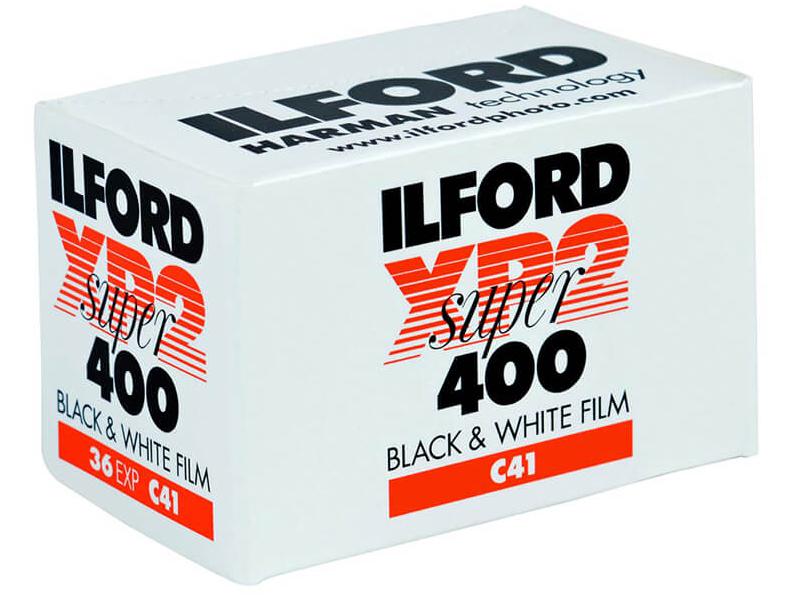 ILFORD
HARMAN technology
www.ilfordphoto.com
ILFORD
XP2
super
400
BLACK & WHITE FILM
36 EXP C41
ILFORD
XP2
super
400
BLACK & WHITE FILM
C41